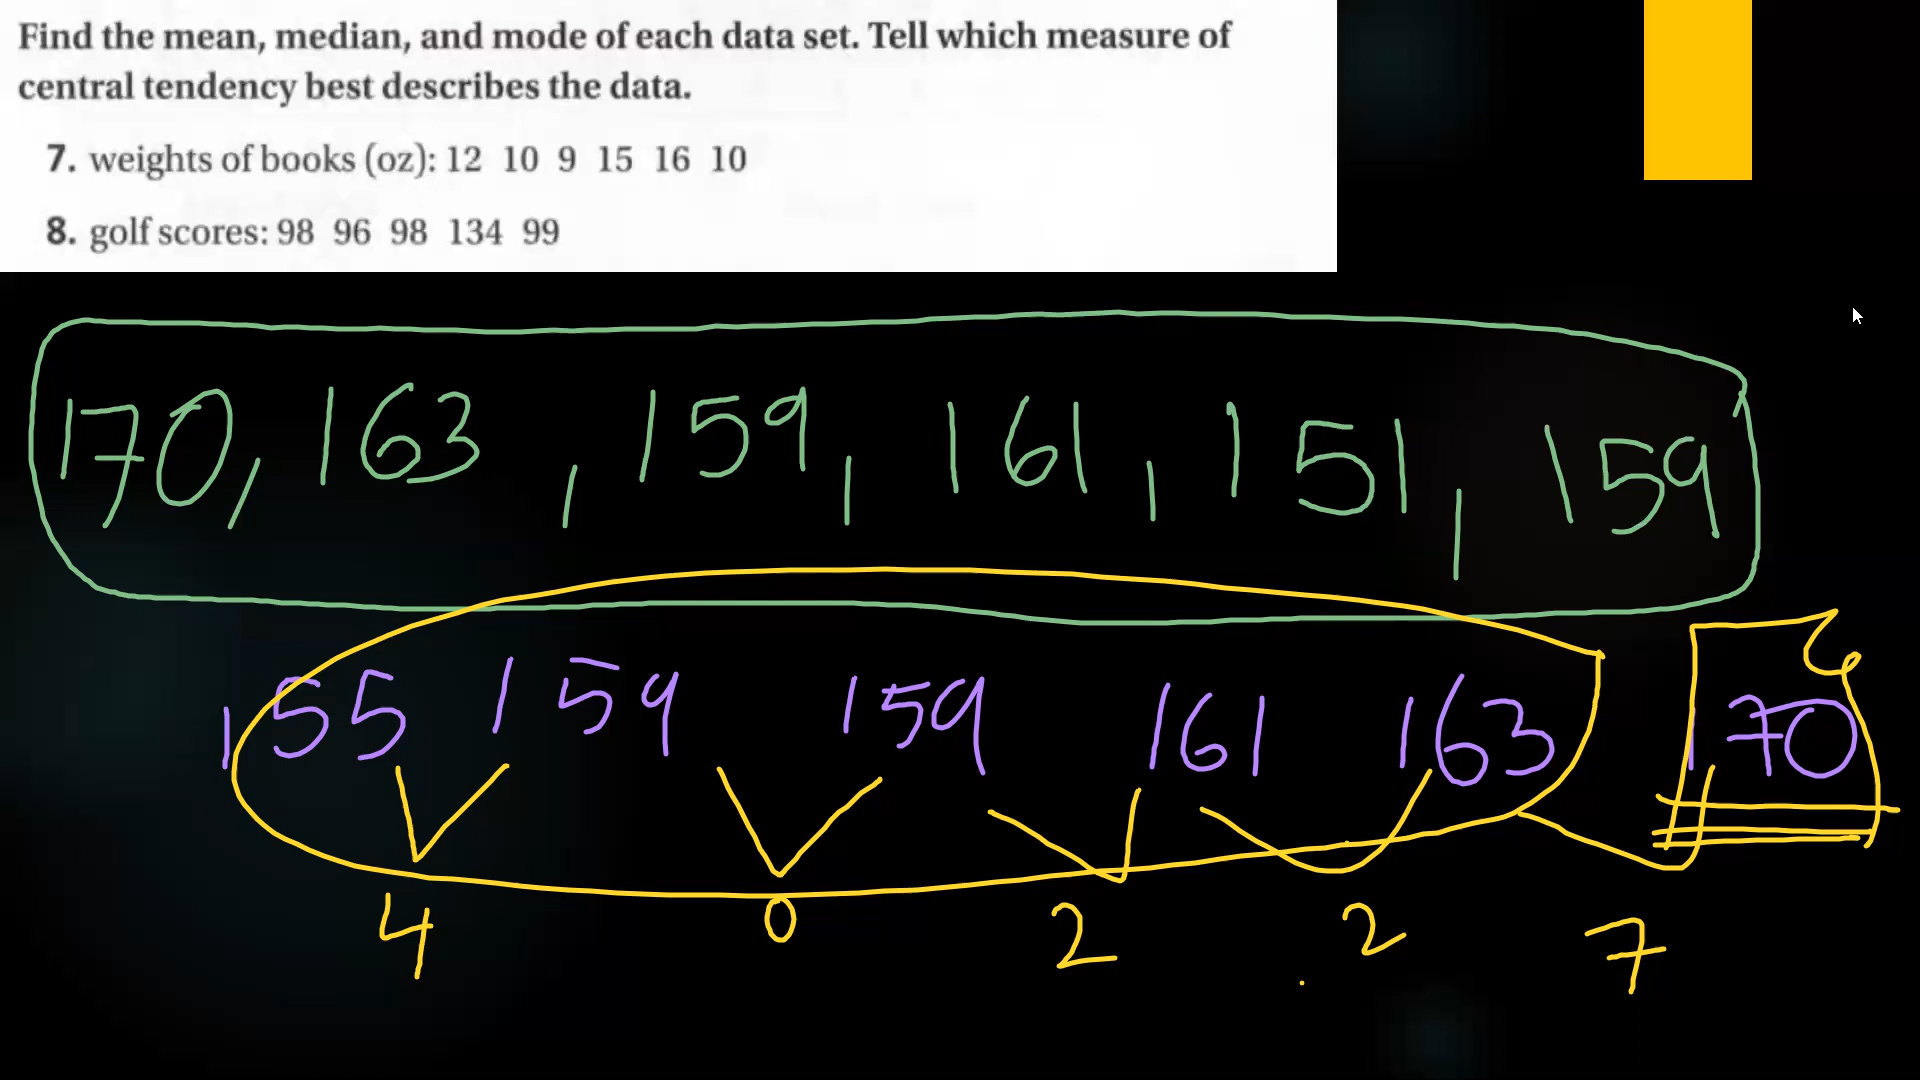 Find the mean, median, and mode of each data set. Tell which measure of
central tendency best describes the data.
7. weights of books (oz): 12 10 9 15 16 10
8. golf scores: 98 96 98 134 99
170, 163, 159, 161, 151, 159
155 159 159 161 163 170
4 0 2 2 7